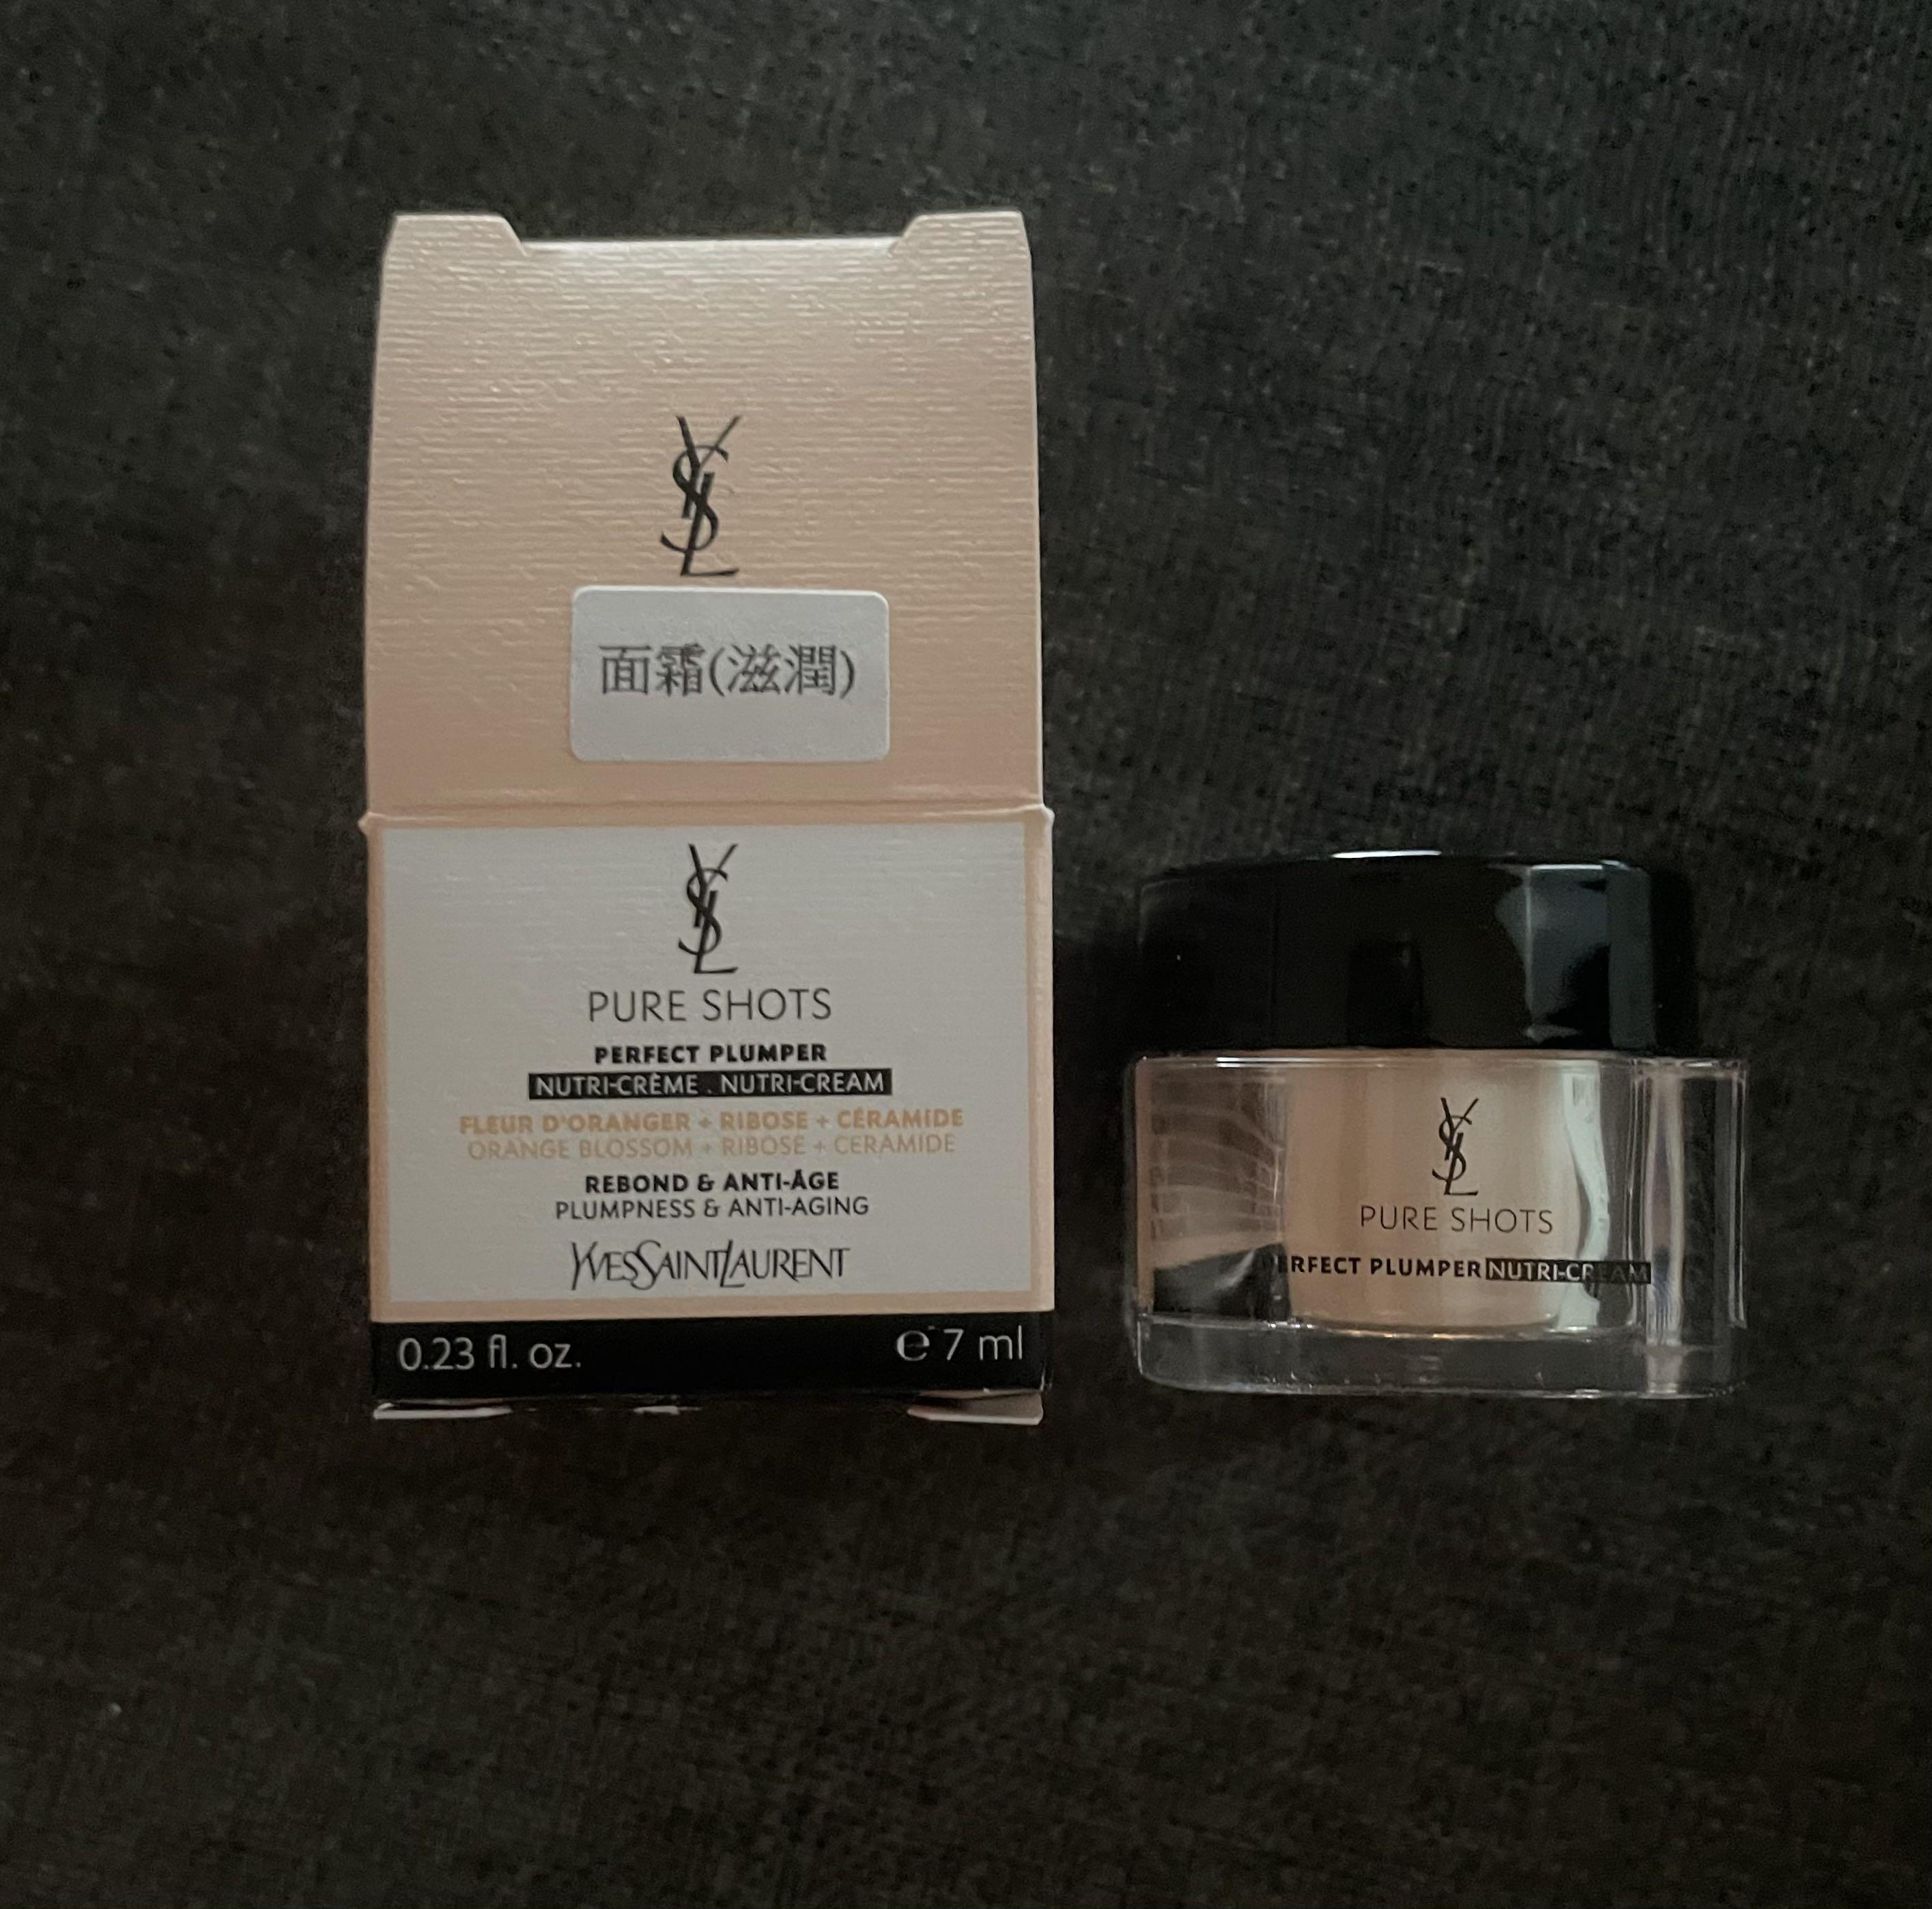 YSL
面霜(滋潤)
YSL
PURE SHOTS
PERFECT PLUMPER
NUTRI-CRÈME . NUTRI-CREAM
FLEUR D'ORANGER + RIBOSE + CÉRAMIDE
ORANGE BLOSSOM + RIBOSE + CERAMIDE
REBOND & ANTI-ÂGE
PLUMPNESS & ANTI-AGING
YVESSAINTLAURENT
0.23 fl. oz. ℮ 7 ml
YSL
PURE SHOTS
PERFECT PLUMPER NUTRI-CREAM